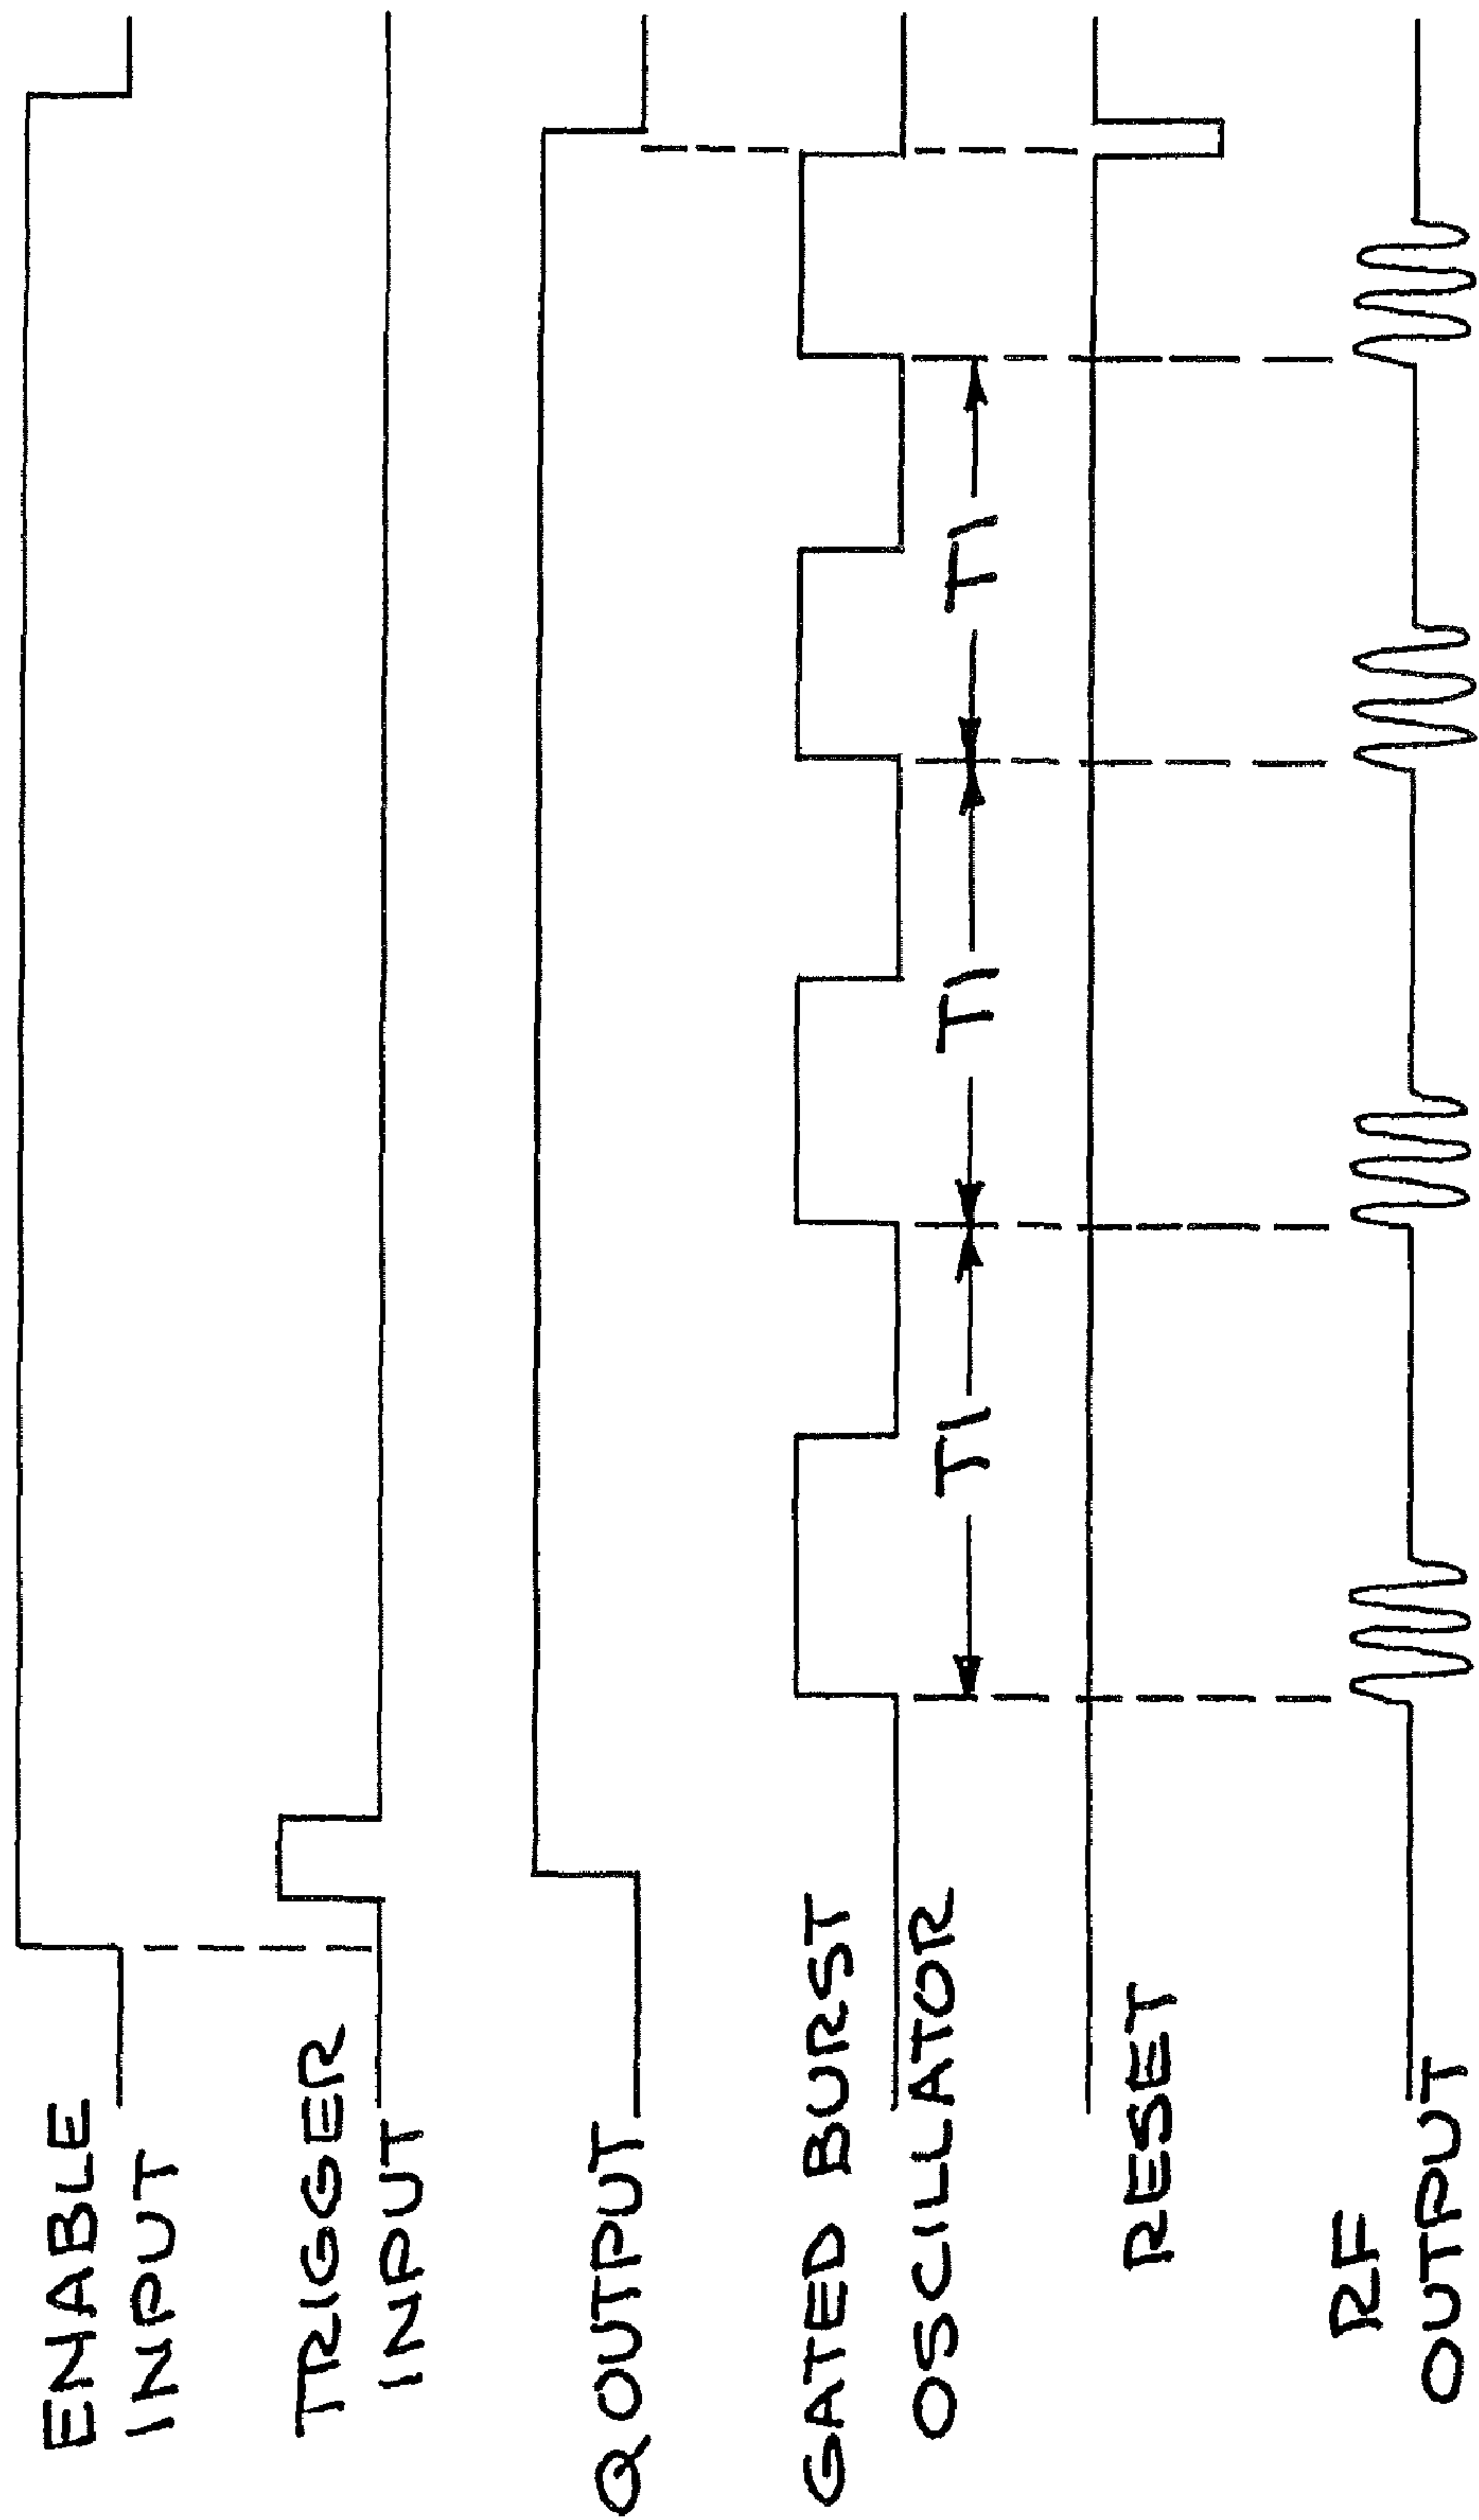 ENABLE
INPUT
TRIGGER
INPUT
Q OUTPUT
GATED BURST
OSCILLATOR
T1
T1
T1
RESET
RF
OUTPUT